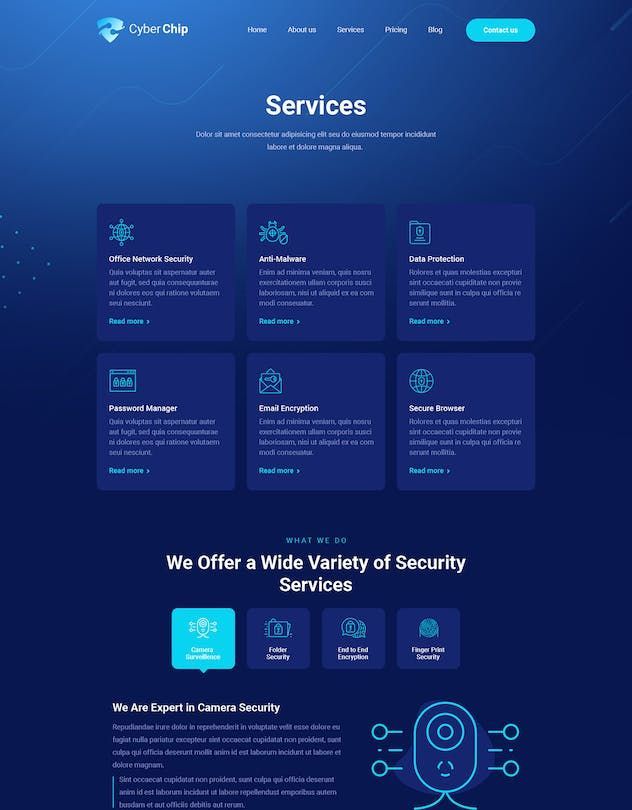 Cyber Chip
Home About us Services Pricing Blog Contact us
Services
Dolor sit amet consectetur adipisicing elit seu do eiusmod tempor incididunt
labore et dolore magna aliqua.
Office Network Security
Quia voluptas sit aspernatur auter
aut fugit, sed quia consequunturae
ni dolores eos qui ratione volutaem
seui nesciunt.
Read more
Anti-Malware
Enim ad minima veniam, quis nosru
exercitationem ullam corporis susci
laboriosam, nisi ut aliquid ex ea com
modi consequatur.
Read more
Data Protection
Rolores et quas molestias excepturi
sint occaecati cupiditate non provide
similique sunt in culpa qui officia re
serunt mollitia.
Read more
Password Manager
Quia voluptas sit aspernatur auter
aut fugit, sed quia consequunturae
ni dolores eos qui ratione volutaem
seui nesciunt.
Read more
Email Encryption
Enim ad minima veniam, quis nosru
exercitationem ullam corporis susci
laboriosam, nisi ut aliquid ex ea com
modi consequatur.
Read more
Secure Browser
Rolores et quas molestias excepturi
sint occaecati cupiditate non provide
similique sunt in culpa qui officia re
serunt mollitia.
Read more
WHAT WE DO
We Offer a Wide Variety of Security
Services
Camera
Surveillence
Folder
Security
End to End
Encryption
Finger Print
Security
We Are Expert in Camera Security
Repudiandae irure dolor in reprehenderit in voluptate velit esse dolore eu
fugiat nulla pariatur excepteur sint occaecat cupidatat non proident, sunt
culpa qui officia deserunt mollit anim id est laborum incidunt ut labore et
dolore magnam.
Sint occaecat cupidatat non proident, sunt culpa qui officia deserunt
anim id est laborum incidunt ut labore repellendust emporibus autem
busdam et aut officiis debitis aut rerum.